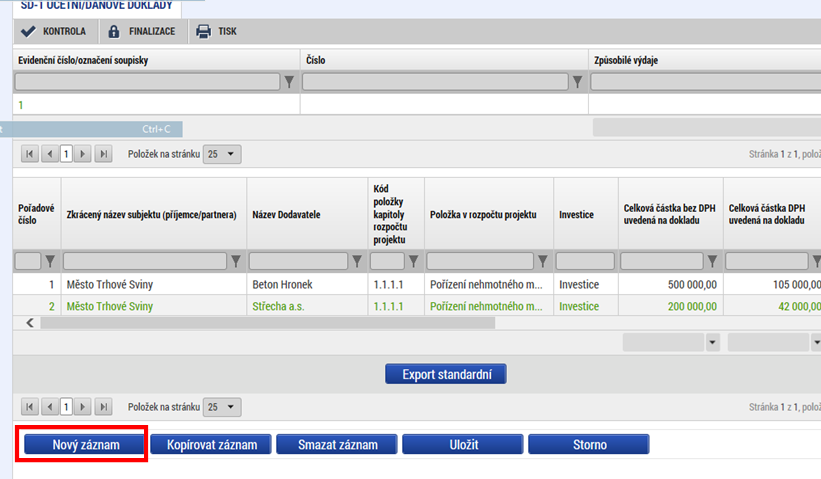 SD-1 ÚČETNÍ/DAŇOVÉ DOKLADY
KONTROLA FINALIZACE TISK
Evidenční číslo/označení soupisky Číslo Způsobilé výdaje
1
t Ctrl+C
1 Položek na stránku 25 Stránka 1 z 1, polož
Pořadové číslo Zkrácený název subjektu (příjemce/partnera) Název Dodavatele Kód položky kapitoly rozpočtu projektu Položka v rozpočtu projektu Investice Celková částka bez DPH uvedená na dokladu Celková částka DPH uvedená na dokladu
1 Město Trhové Sviny Beton Hronek 1.1.1.1 Pořízení nehmotného m... Investice 500 000,00 105 000,00
2 Město Trhové Sviny Střecha a.s. 1.1.1.1 Pořízení nehmotného m... Investice 200 000,00 42 000,00
Export standardní
1 Položek na stránku 25 Stránka 1 z 1, polož
Nový záznam Kopírovat záznam Smazat záznam Uložit Storno